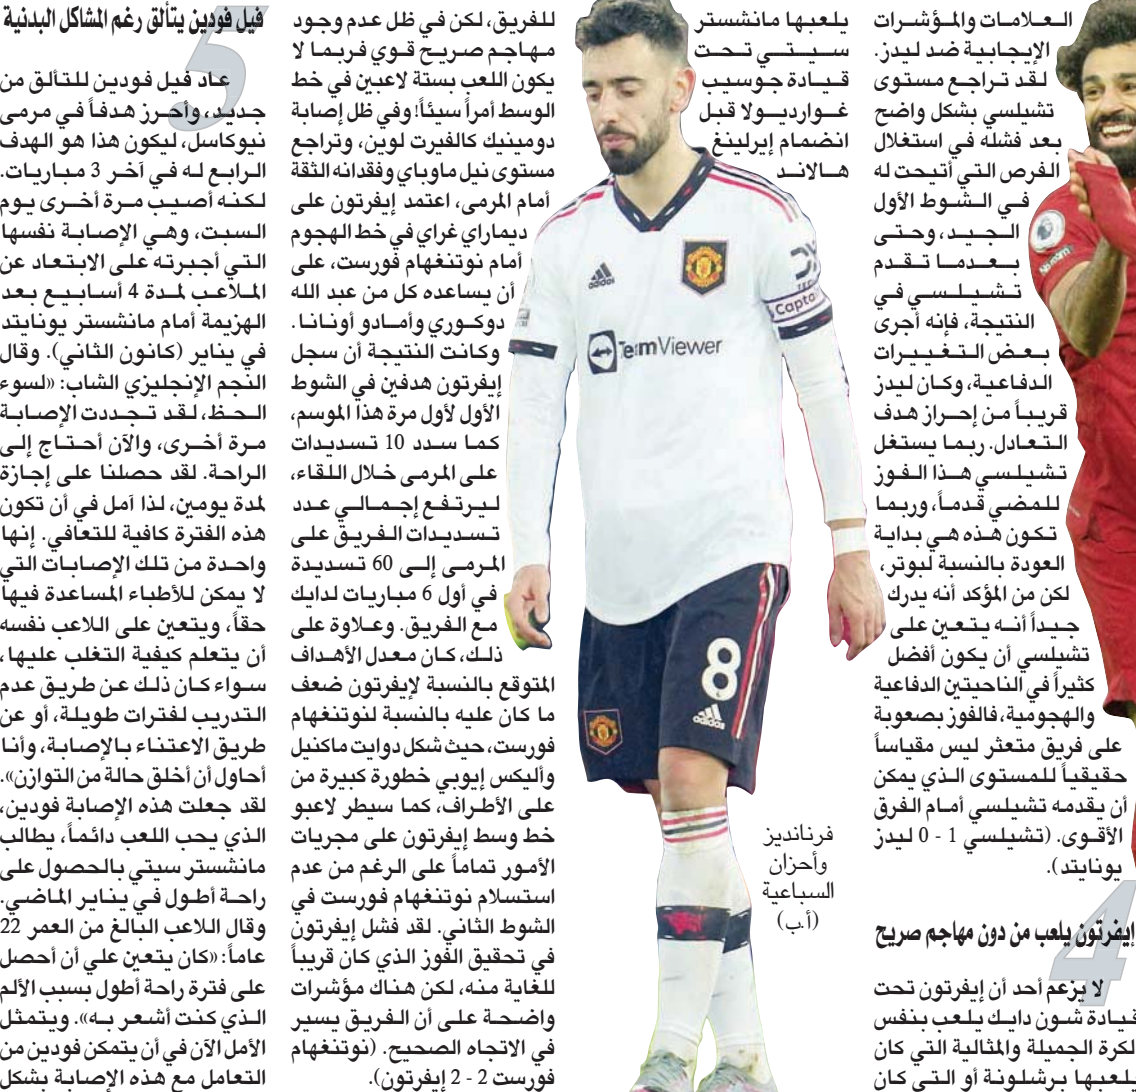 العلامات والمؤشرات
الإيجابية ضد ليدز.
لقد تراجع مستوى
تشيلسي بشكل واضح
بعد فشله في استغلال
الفرص التي أتيحت له
في الشوط الأول
الجيد، وحتى
بعدما تقدم
تشيلسي في
النتيجة، فإنه أجرى
بعض التغييرات
الدفاعية، وكان ليدز
قريباً من إحراز هدف
التعادل. ربما يستغل
تشيلسي هذا الفوز
للمضي قدماً، وربما
تكون هذه هي بداية
العودة بالنسبة لبوتر،
لكن من المؤكد أنه يدرك
جيداً أنه يتعين على
تشيلسي أن يكون أفضل
كثيراً في الناحيتين الدفاعية
والهجومية، فالفوز بصعوبة
على فريق متعثر ليس مقياساً
حقيقياً للمستوى الذي يمكن
أن يقدمه تشيلسي أمام الفرق
الأقوى. (تشيلسي 1 - 0 ليدز
يونايتد).
4
إيفرتون يلعب من دون مهاجم صريح
لا يزعم أحد أن إيفرتون تحت
قيادة شون دايك يلعب بنفس
لكرة الجميلة والمثالية التي كان
يلعبها برشلونة أو التي كان
يلعبها مانشستر
سيتي تحت
قيادة جوسيب
غوارديولا قبل
انضمام إيرلينغ
هالاند
TeamViewer
adidas
Capta
8
adidas
فرنانديز
وأحزان
السباعية
(أ.ب)
للفريق، لكن في ظل عدم وجود
مهاجم صريح قوي فربما لا
يكون اللعب بستة لاعبين في خط
الوسط أمراً سيئاً! وفي ظل إصابة
دومينيك كالفيرت لوين، وتراجع
مستوى نيل ماوباي وفقدانه الثقة
أمام المرمى، اعتمد إيفرتون على
ديماراي غراي في خط الهجوم
أمام نوتنغهام فورست، على
أن يساعده كل من عبد الله
دوكوري وأمادو أونانا.
وكانت النتيجة أن سجل
إيفرتون هدفين في الشوط
الأول لأول مرة هذا الموسم،
كما سدد 10 تسديدات
على المرمى خلال اللقاء،
ليرتفع إجمالي عدد
تسديدات الفريق على
المرمى إلى 60 تسديدة
في أول 6 مباريات لدايك
مع الفريق. وعلاوة على
ذلك، كان معدل الأهداف
المتوقع بالنسبة لإيفرتون ضعف
ما كان عليه بالنسبة لنوتنغهام
فورست، حيث شكل دوايت ماكنيل
وأليكس إيوبي خطورة كبيرة من
على الأطراف، كما سيطر لاعبو
خط وسط إيفرتون على مجريات
الأمور تماماً على الرغم من عدم
استسلام نوتنغهام فورست في
الشوط الثاني. لقد فشل إيفرتون
في تحقيق الفوز الذي كان قريباً
للغاية منه، لكن هناك مؤشرات
واضحة على أن الفريق يسير
في الاتجاه الصحيح. (نوتنغهام
فورست 2 - 2 إيفرتون).
5
فيل فودين يتألق رغم المشاكل البدنية
عاد فيل فودين للتألق من
جديد، وأحرز هدفاً في مرمى
نيوكاسل، ليكون هذا هو الهدف
الرابع له في آخر 3 مباريات.
لكنه أصيب مرة أخرى يوم
السبت، وهي الإصابة نفسها
التي أجبرته على الابتعاد عن
الملاعب لمدة 4 أسابيع بعد
الهزيمة أمام مانشستر يونايتد
في يناير (كانون الثاني). وقال
النجم الإنجليزي الشاب: «لسوء
الحظ، لقد تجددت الإصابة
مرة أخرى، والآن أحتاج إلى
الراحة. لقد حصلنا على إجازة
لمدة يومين، لذا آمل في أن تكون
هذه الفترة كافية للتعافي. إنها
واحدة من تلك الإصابات التي
لا يمكن للأطباء المساعدة فيها
حقاً، ويتعين على اللاعب نفسه
أن يتعلم كيفية التغلب عليها،
سواء كان ذلك عن طريق عدم
التدريب لفترات طويلة، أو عن
طريق الاعتناء بالإصابة، وأنا
أحاول أن أخلق حالة من التوازن».
لقد جعلت هذه الإصابة فودين،
الذي يحب اللعب دائماً، يطالب
مانشستر سيتي بالحصول على
راحة أطول في يناير الماضي.
وقال اللاعب البالغ من العمر 22
عاماً: «كان يتعين علي أن أحصل
على فترة راحة أطول بسبب الألم
الذي كنت أشعر به». ويتمثل
الأمل الآن في أن يتمكن فودين من
التعامل مع هذه الإصابة بشكل